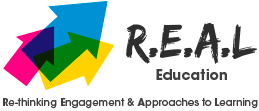 R.E.A.L
Education
Re-thinking Engagement & Approaches to Learning